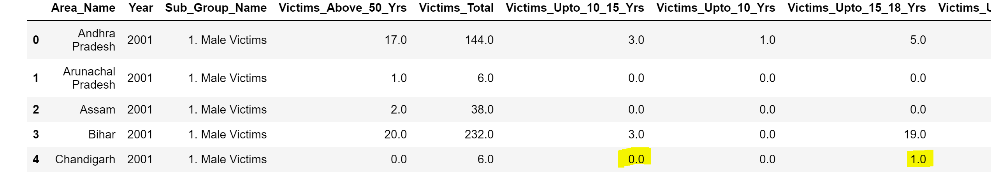 Area_Name Year Sub_Group_Name Victims_Above_50_Yrs Victims_Total Victims_Upto_10_15_Yrs Victims_Upto_10_Yrs Victims_Upto_15_18_Yrs Victims_U
0 Andhra Pradesh 2001 1. Male Victims 17.0 144.0 3.0 1.0 5.0
1 Arunachal Pradesh 2001 1. Male Victims 1.0 6.0 0.0 0.0 0.0
2 Assam 2001 1. Male Victims 2.0 38.0 0.0 0.0 0.0
3 Bihar 2001 1. Male Victims 20.0 232.0 3.0 0.0 19.0
4 Chandigarh 2001 1. Male Victims 0.0 6.0 0.0 0.0 1.0